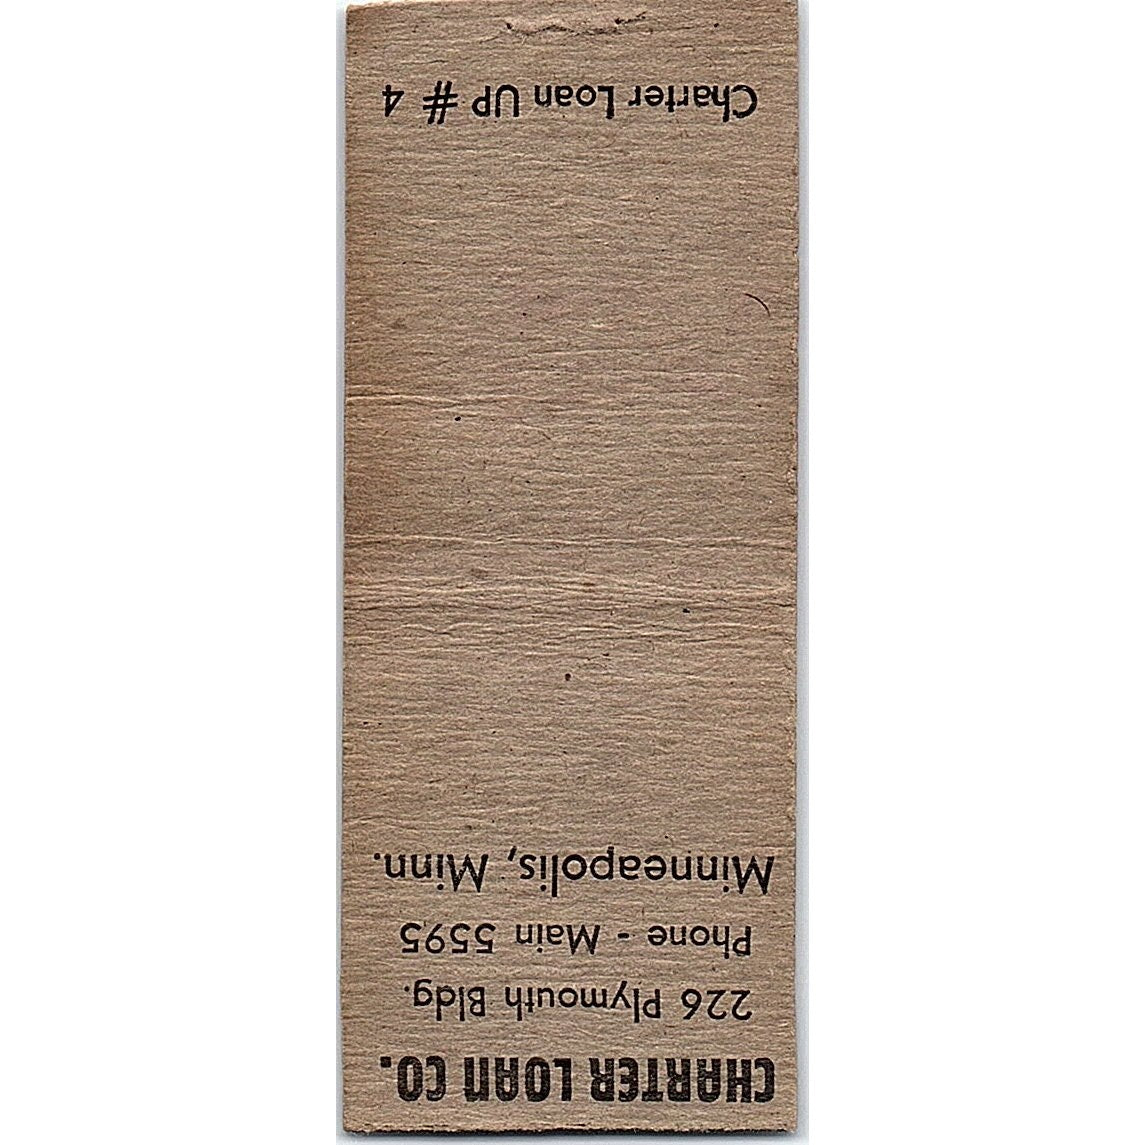 CHARTER LOAN CO.
226 Plymouth Bldg.
Phone - Main 5595
Minneapolis, Minn.
Charter Loan UP # 4